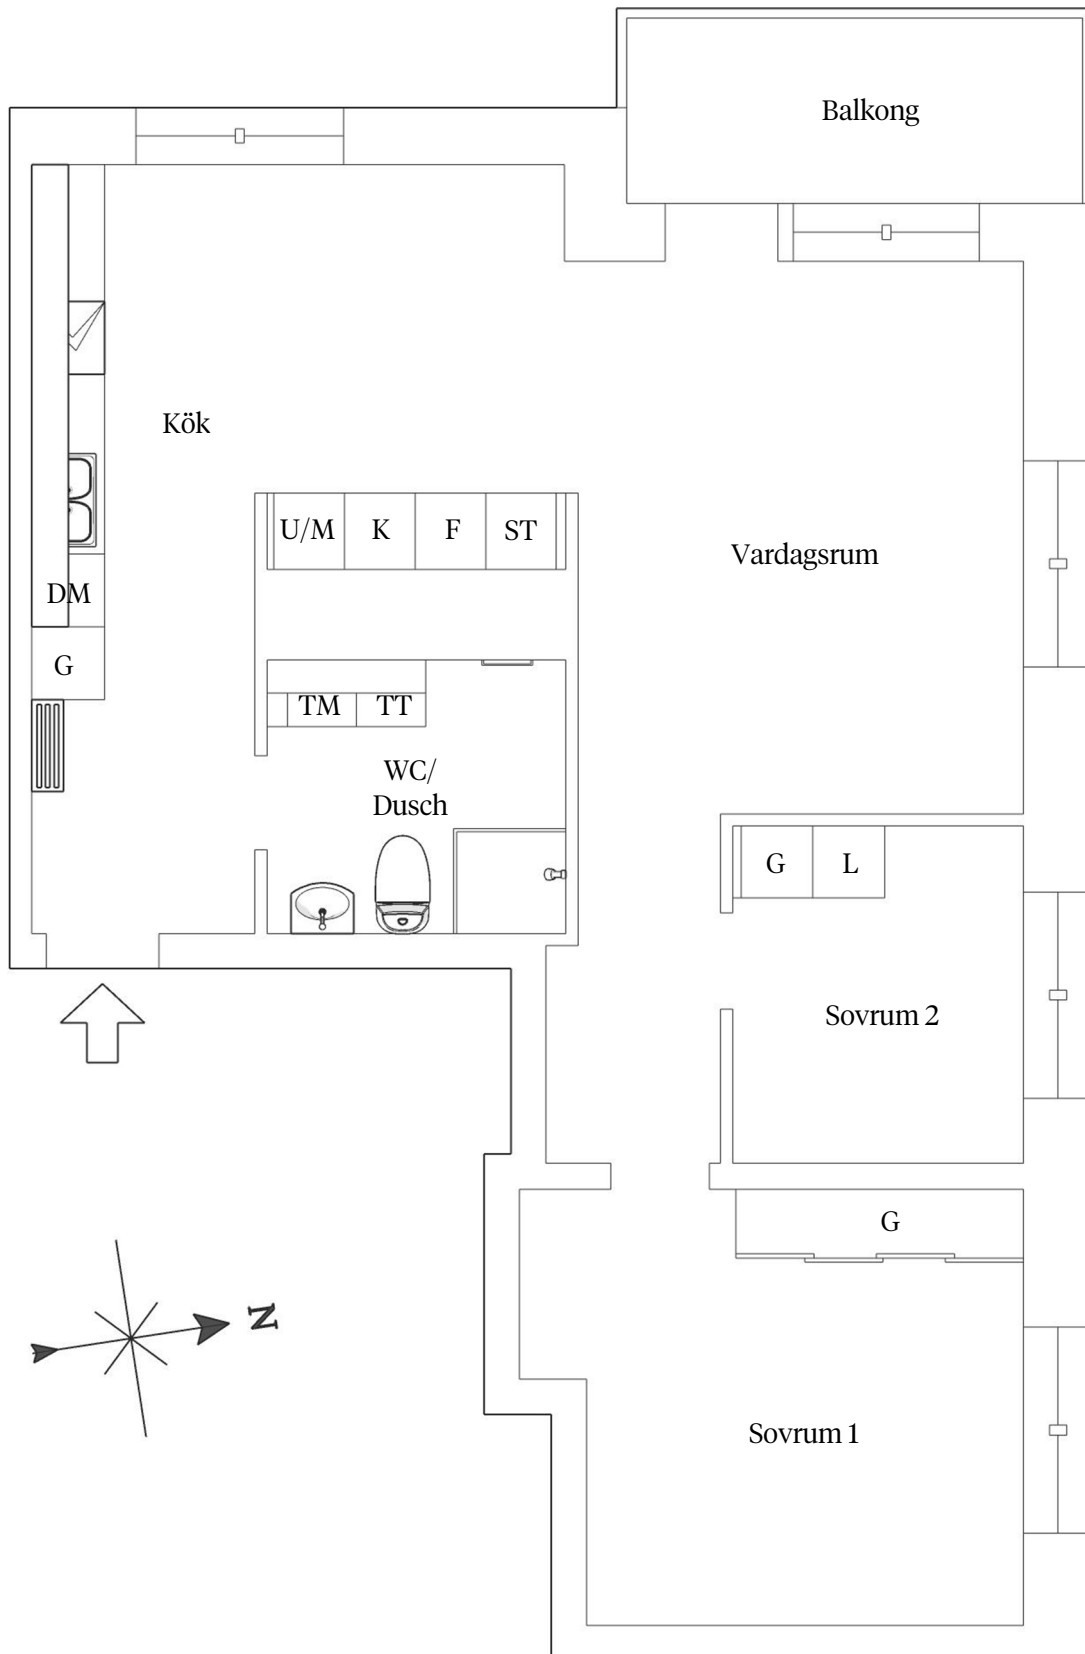 Balkong
Kök
U/M K F ST
Vardagsrum
DM
G
TM TT
WC/
Dusch
G L
Sovrum 2
G
N
Sovrum 1